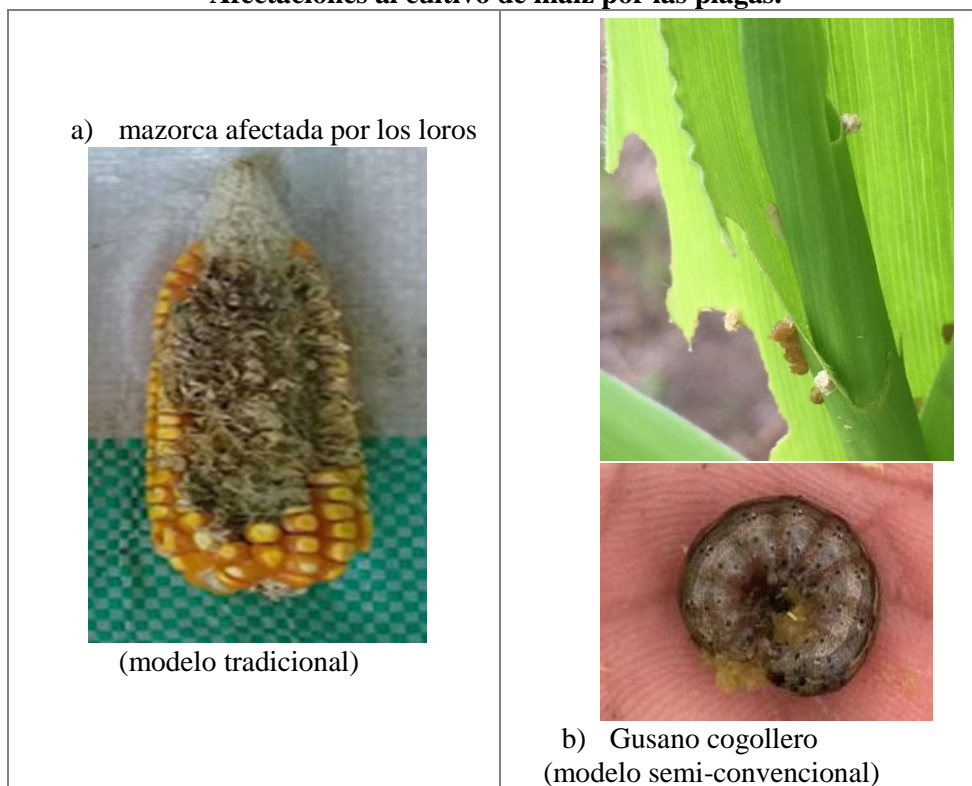 Afectaciones al cultivo de maíz por las plagas.
a) mazorca afectada por los loros
(modelo tradicional)
b) Gusano cogollero
(modelo semi-convencional)